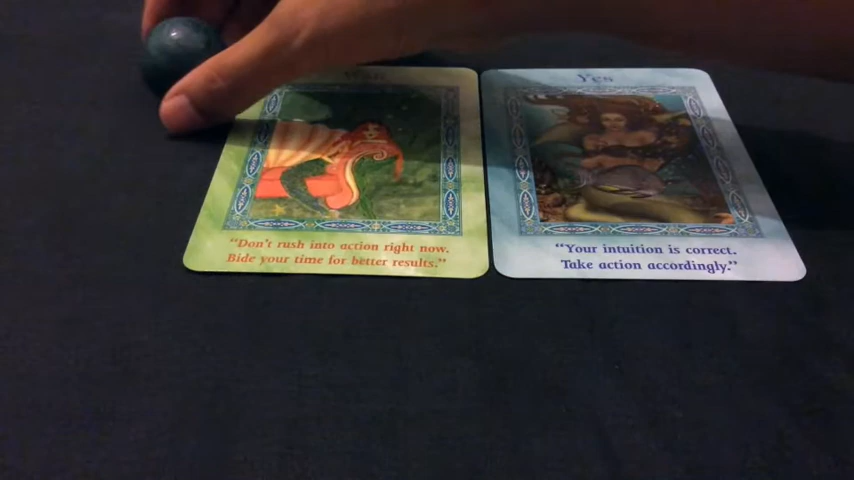 Yes
“Don't rush into action right now.
Bide your time for better results.”
“Your intuition is correct.
Take action accordingly.”